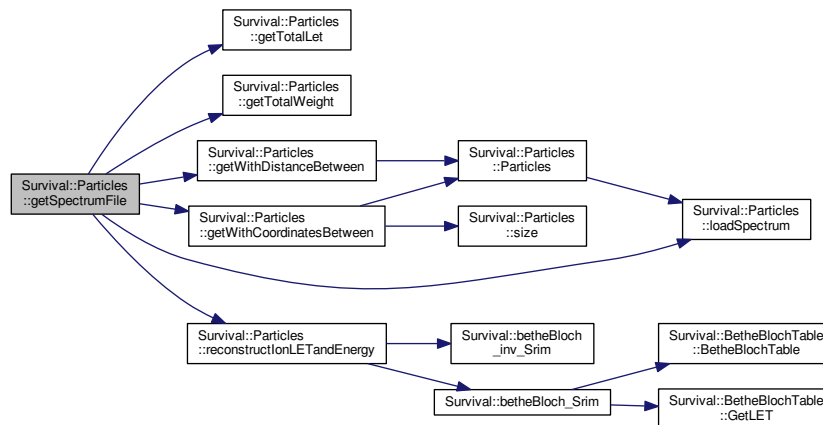 Survival::Particles
::getTotalLet
Survival::Particles
::getTotalWeight
Survival::Particles
::getSpectrumFile
Survival::Particles
::getWithDistanceBetween
Survival::Particles
::Particles
Survival::Particles
::getWithCoordinatesBetween
Survival::Particles
::size
Survival::Particles
::loadSpectrum
Survival::Particles
::reconstructIonLETandEnergy
Survival::betheBloch
_inv_Srim
Survival::BetheBlochTable
::BetheBlochTable
Survival::betheBloch_Srim
Survival::BetheBlochTable
::GetLET